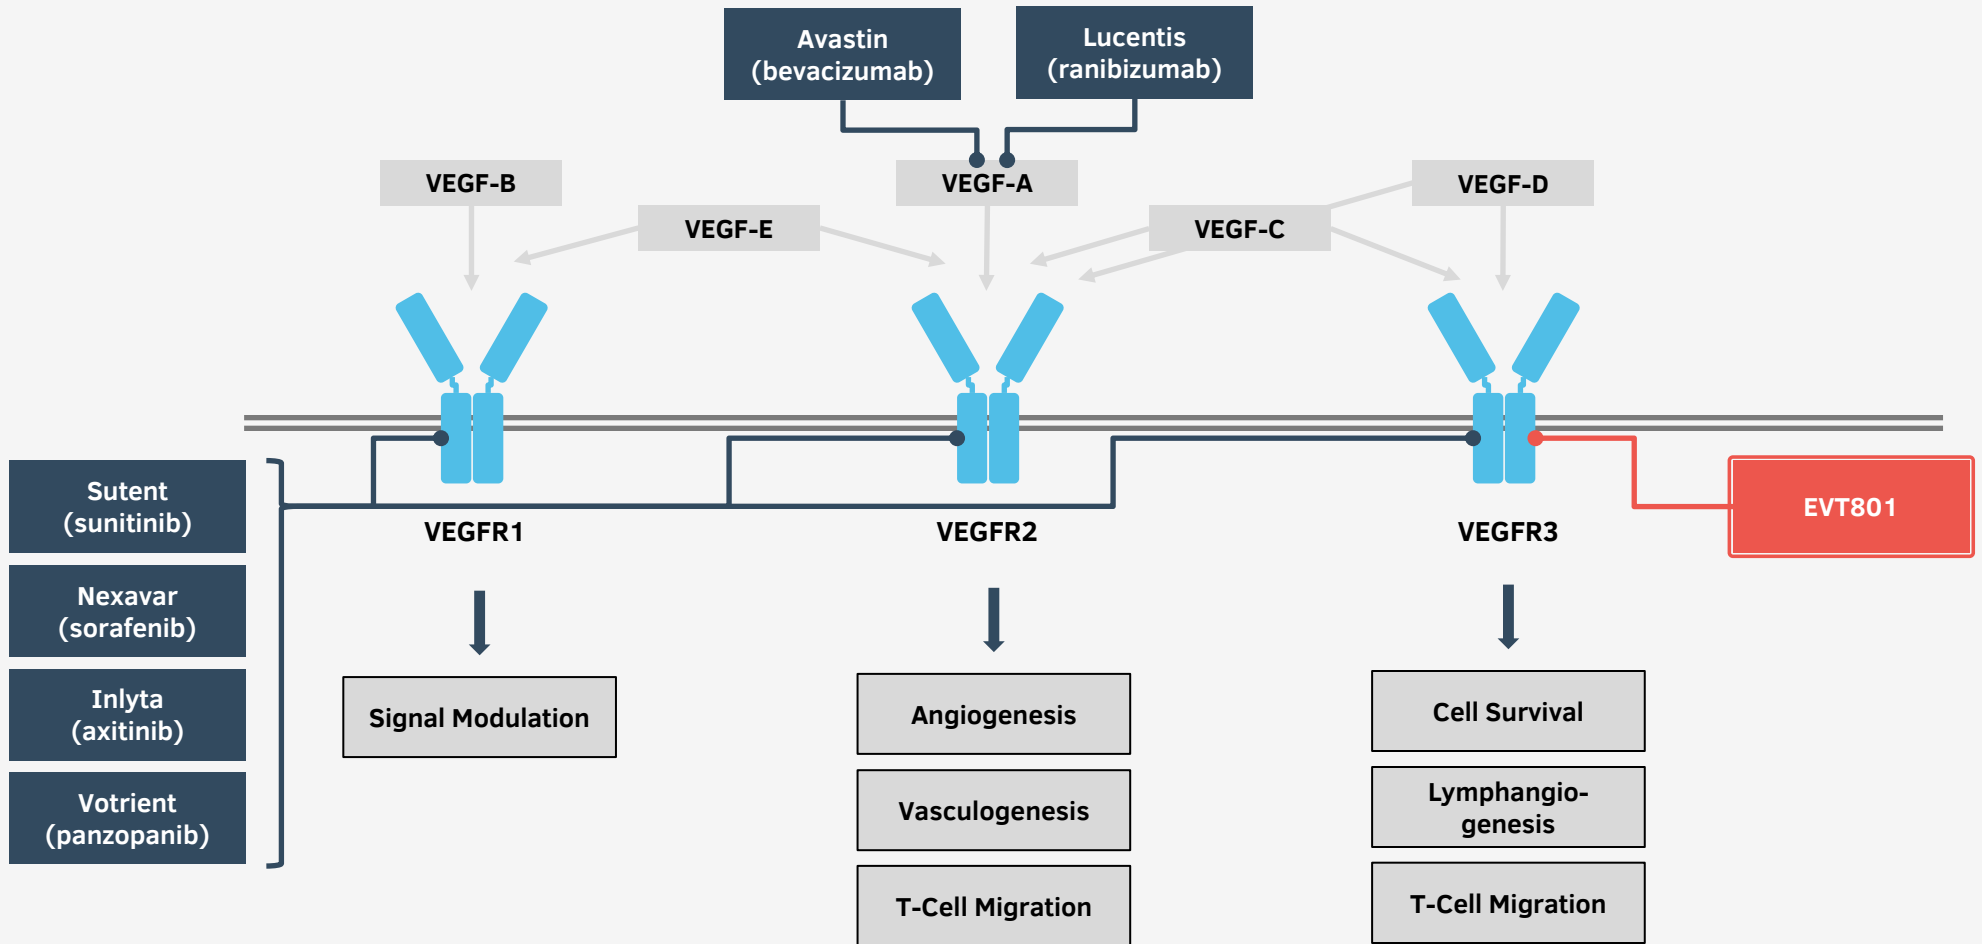 Avastin
(bevacizumab)
Lucentis
(ranibizumab)
VEGF-B
VEGF-A
VEGF-D
VEGF-E
VEGF-C
Sutent
(sunitinib)
Nexavar
(sorafenib)
Inlyta
(axitinib)
Votrient
(panzopanib)
VEGFR1
VEGFR2
VEGFR3
EVT801
Signal Modulation
Angiogenesis
Vasculogenesis
T-Cell Migration
Cell Survival
Lymphangio-
genesis
T-Cell Migration